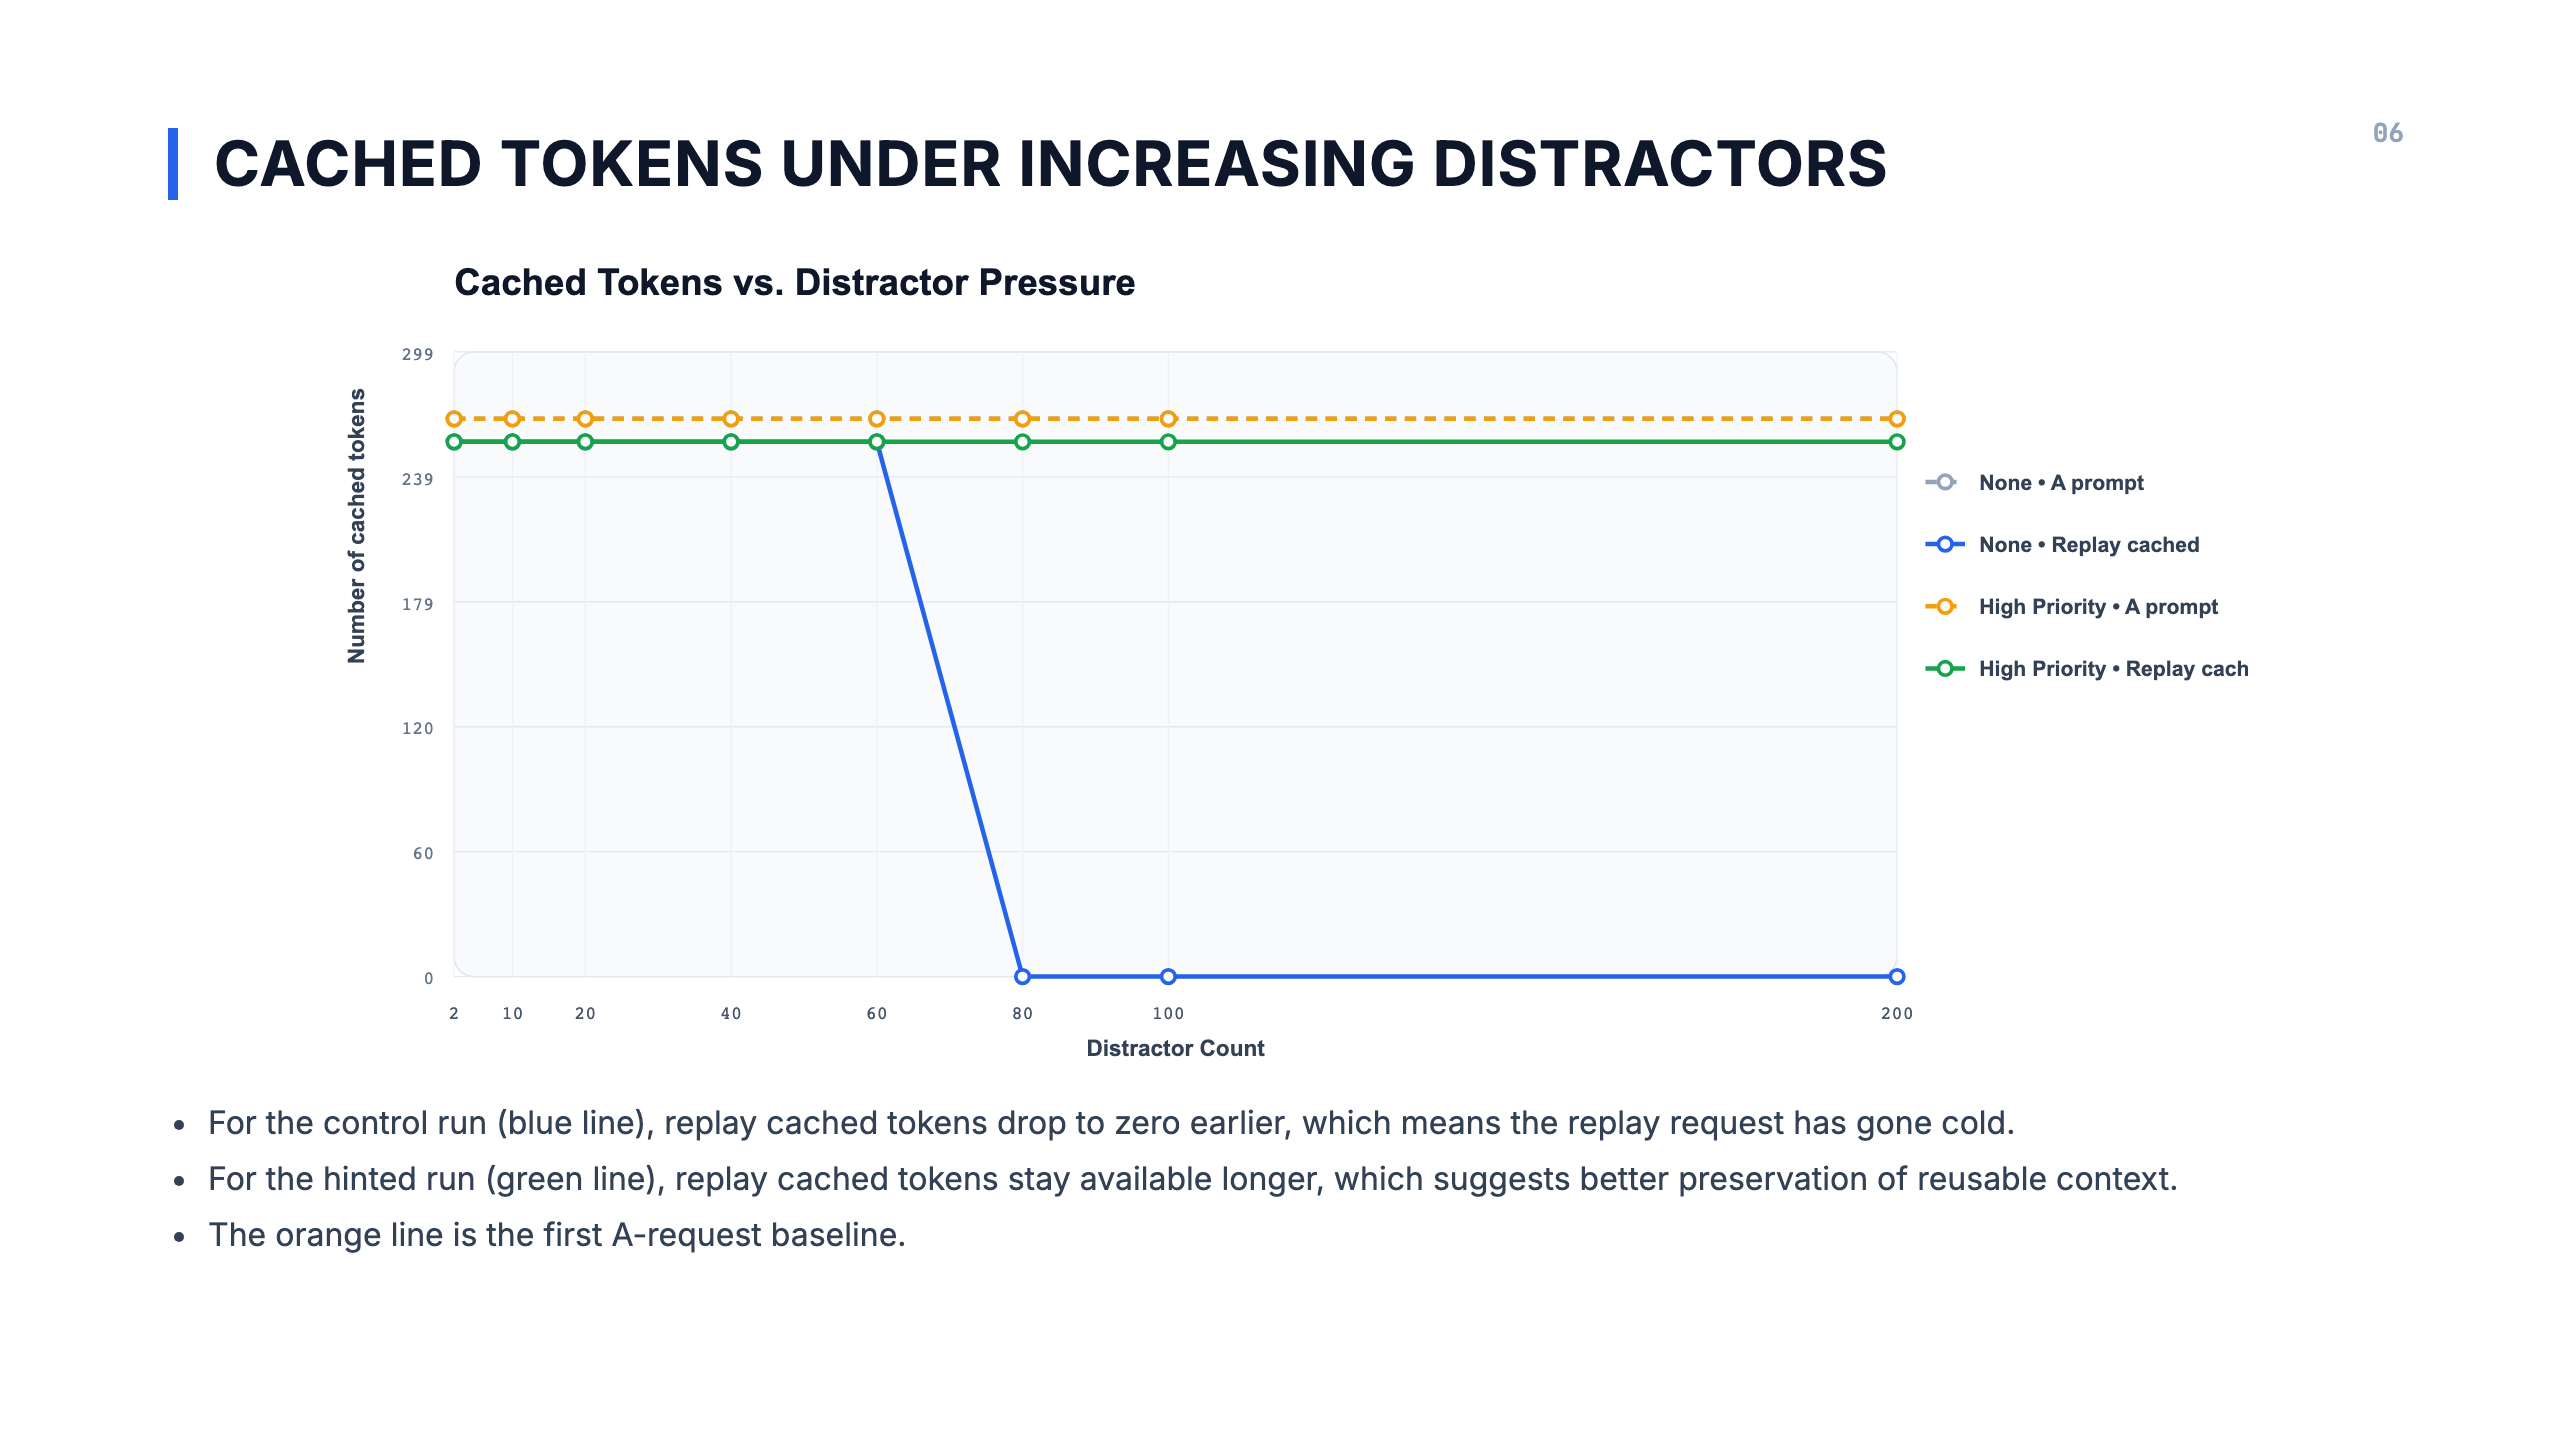 06
CACHED TOKENS UNDER INCREASING DISTRACTORS
Cached Tokens vs. Distractor Pressure
Number of cached tokens
299
239
179
120
60
0
2 10 20 40 60 80 100 200
Distractor Count
None • A prompt
None • Replay cached
High Priority • A prompt
High Priority • Replay cach
• For the control run (blue line), replay cached tokens drop to zero earlier, which means the replay request has gone cold.
• For the hinted run (green line), replay cached tokens stay available longer, which suggests better preservation of reusable context.
• The orange line is the first A-request baseline.